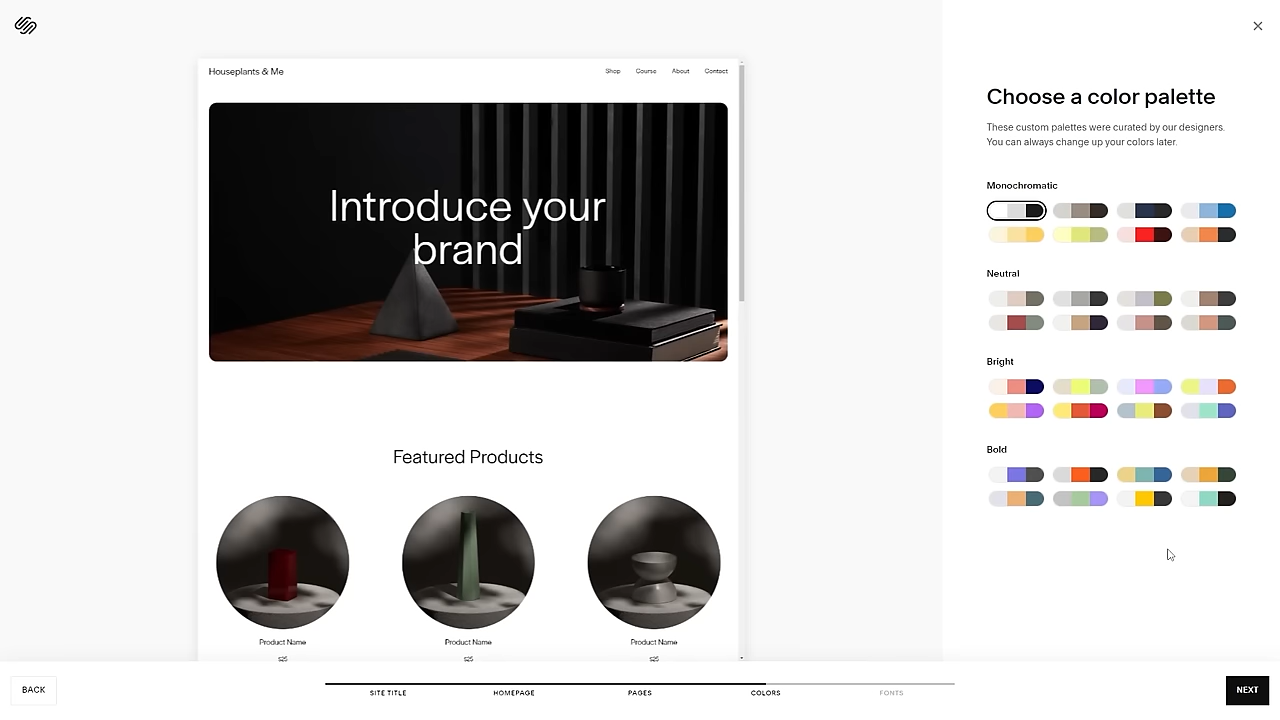 Houseplants & Me
Shop Course About Contact
Introduce your
brand
Featured Products
Product Name Product Name Product Name
Choose a color palette
These custom palettes were curated by our designers.
You can always change up your colors later.
Monochromatic
Neutral
Bright
Bold
BACK
SITE TITLE HOMEPAGE PAGES COLORS FONTS
NEXT